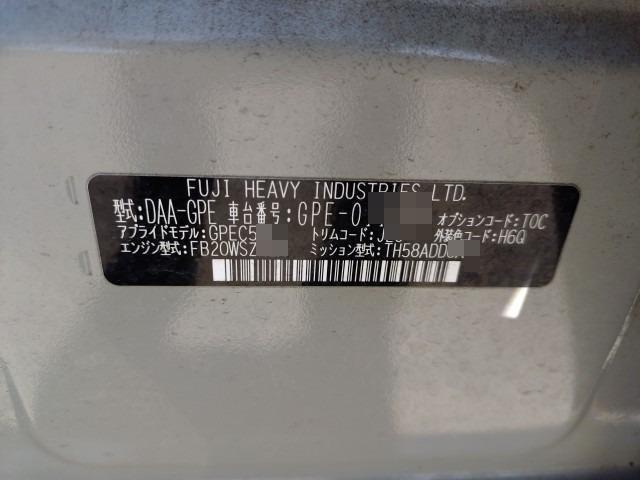 FUJI HEAVY INDUSTRIES LTD.
型式:DAA-GPE 車台番号:GPE-0 オプションコード:TOC
アプライドモデル:GPEC5 トリムコード:J 外装色コード:H6Q
エンジン型式:FB20WSZ ミッション型式:TH58ADD